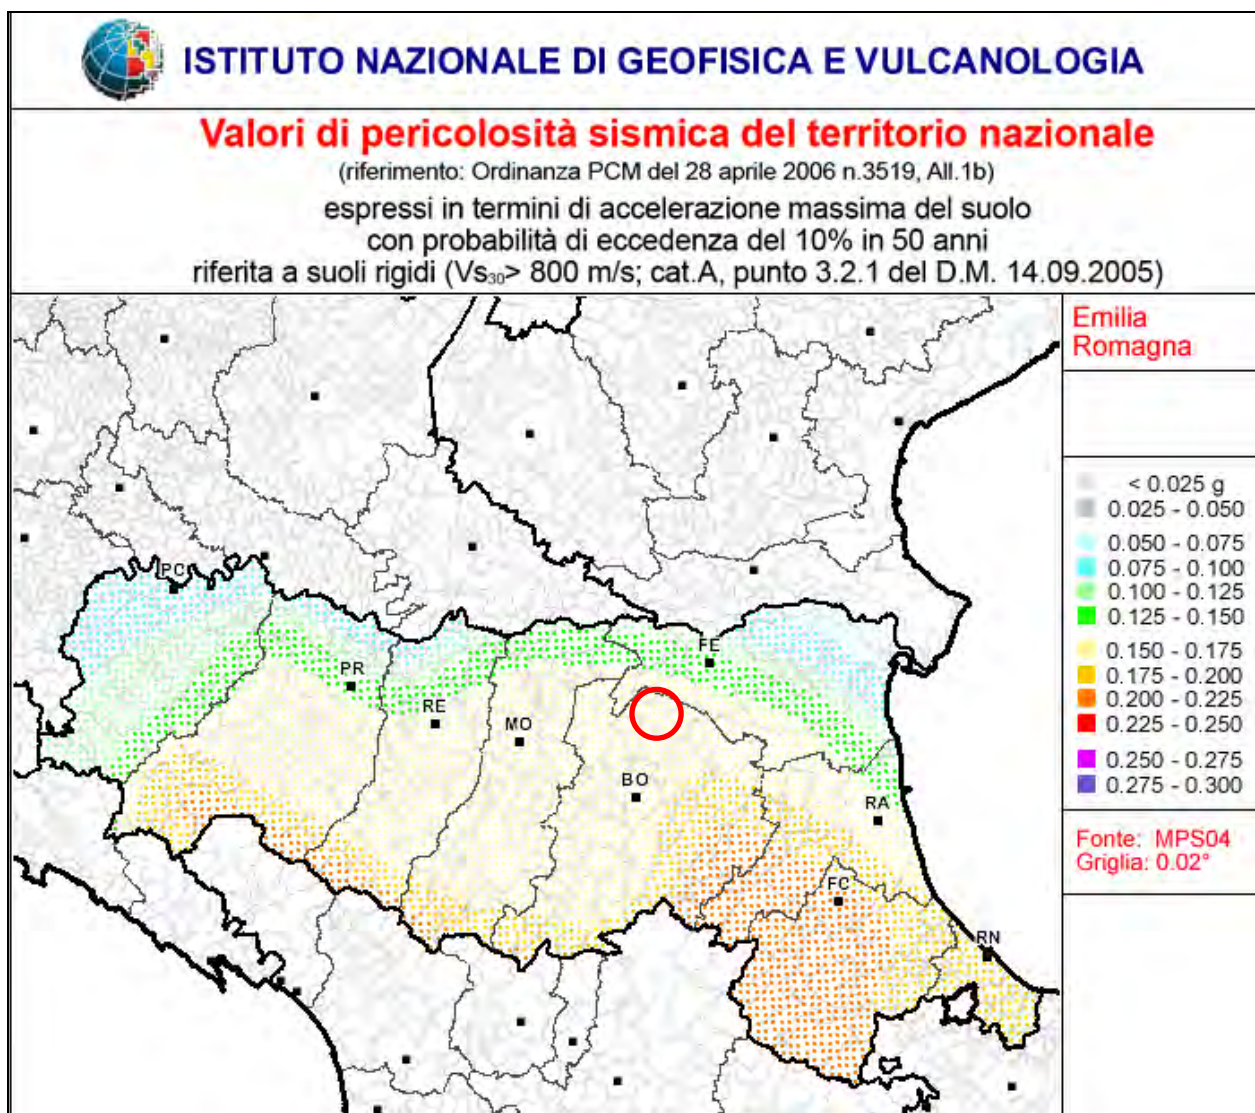 ISTITUTO NAZIONALE DI GEOFISICA E VULCANOLOGIA
Valori di pericolosità sismica del territorio nazionale
(riferimento: Ordinanza PCM del 28 aprile 2006 n.3519, All.1b)
espressi in termini di accelerazione massima del suolo
con probabilità di eccedenza del 10% in 50 anni
riferita a suoli rigidi (Vs30> 800 m/s; cat.A, punto 3.2.1 del D.M. 14.09.2005)
Emilia
Romagna
< 0.025 g
0.025 - 0.050
0.050 - 0.075
0.075 - 0.100
0.100 - 0.125
0.125 - 0.150
0.150 - 0.175
0.175 - 0.200
0.200 - 0.225
0.225 - 0.250
0.250 - 0.275
0.275 - 0.300
Fonte: MPS04
Griglia: 0.02°
PC
FE
PR
RE
MO
BO
RA
FC
RN